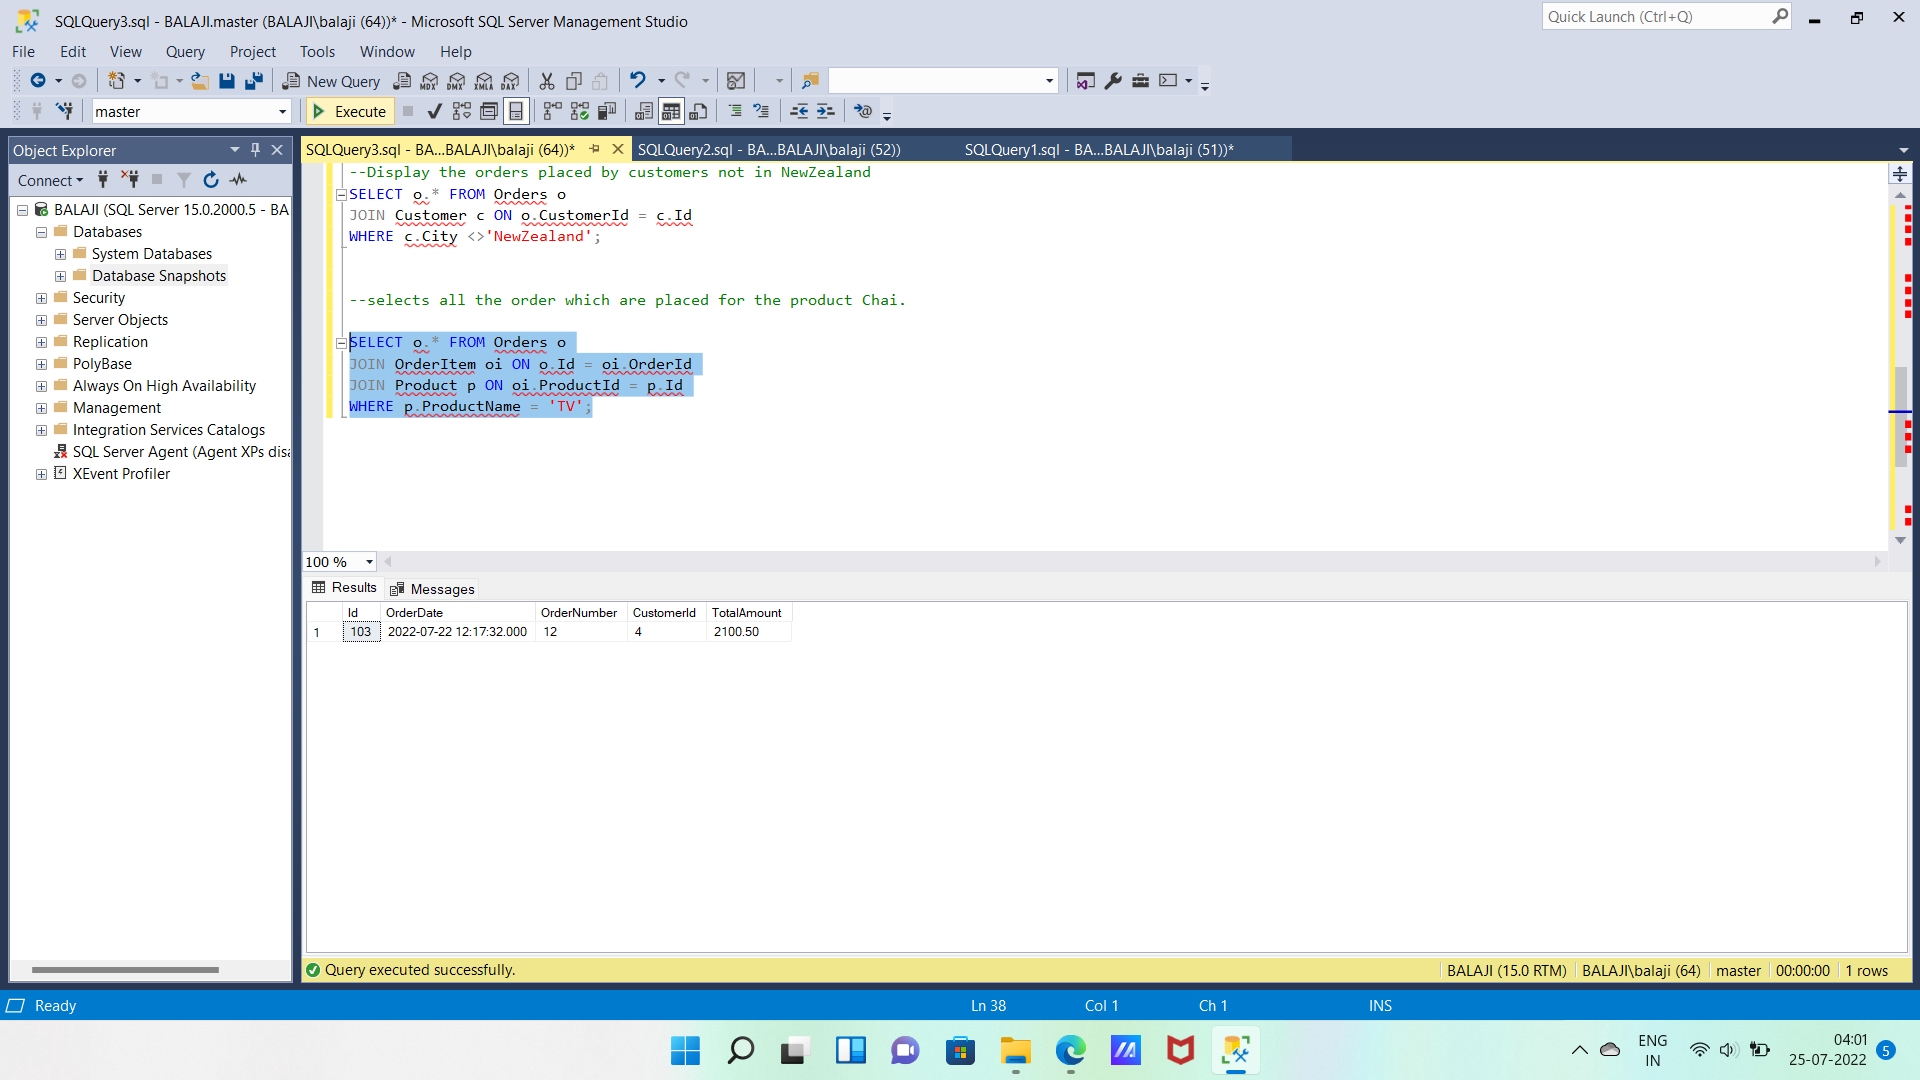 SQLQuery3.sql - BALAJI.master (BALAJI\balaji (64))* - Microsoft SQL Server Management Studio
Quick Launch (Ctrl+Q)
File Edit View Query Project Tools Window Help
New Query MDX DMX XMLA DAX
master Execute
Object Explorer
Connect
BALAJI (SQL Server 15.0.2000.5 - BA
Databases
System Databases
Database Snapshots
Security
Server Objects
Replication
PolyBase
Always On High Availability
Management
Integration Services Catalogs
SQL Server Agent (Agent XPs disa
XEvent Profiler
SQLQuery3.sql - BA...BALAJI\balaji (64))* SQLQuery2.sql - BA...BALAJI\balaji (52)) SQLQuery1.sql - BA...BALAJI\balaji (51))*
--Display the orders placed by customers not in NewZealand
SELECT o.* FROM Orders o
JOIN Customer c ON o.CustomerId = c.Id
WHERE c.City <>'NewZealand';
--selects all the order which are placed for the product Chai.
SELECT o.* FROM Orders o
JOIN OrderItem oi ON o.Id = oi.OrderId
JOIN Product p ON oi.ProductId = p.Id
WHERE p.ProductName = 'TV';
100 %
Results Messages
Id OrderDate OrderNumber CustomerId TotalAmount
1 103 2022-07-22 12:17:32.000 12 4 2100.50
Query executed successfully. BALAJI (15.0 RTM) BALAJI\balaji (64) master 00:00:00 1 rows
Ready Ln 38 Col 1 Ch 1 INS
ENG
IN
04:01
25-07-2022
5